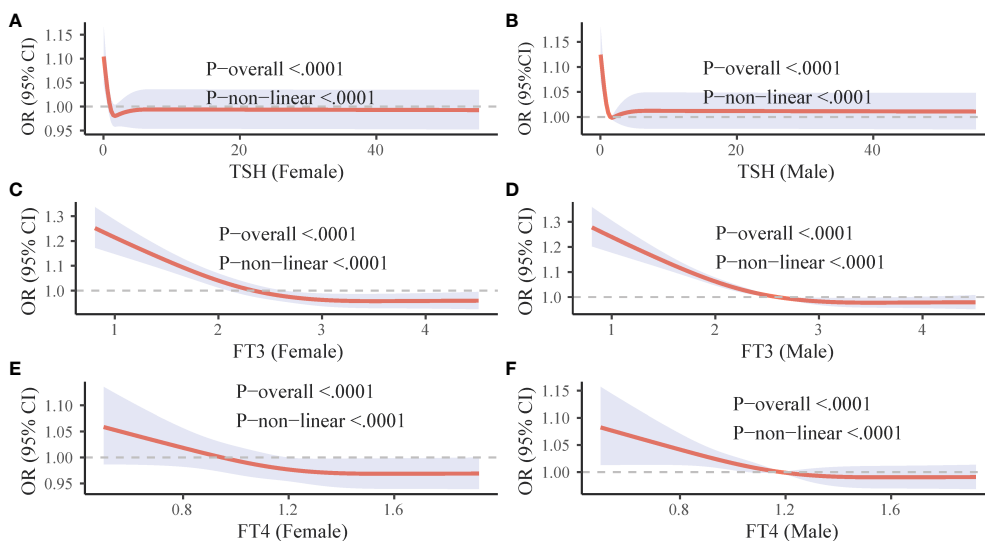 A
OR (95% CI)
1.15
1.10
1.05
1.00
0.95
P−overall <.0001
P−non−linear <.0001
0
20
40
TSH (Female)
B
OR (95%CI)
1.15
1.10
1.05
1.00
P−overall <.0001
P−non−linear <.0001
0
20
40
TSH (Male)
C
OR (95% CI)
1.3
1.2
1.1
1.0
P−overall <.0001
P−non−linear <.0001
1
2
3
4
FT3 (Female)
D
OR (95% CI)
1.3
1.2
1.1
1.0
P−overall <.0001
P−non−linear <.0001
1
2
3
4
FT3 (Male)
E
OR (95% CI)
1.10
1.05
1.00
0.95
P−overall <.0001
P−non−linear <.0001
0.8
1.2
1.6
FT4 (Female)
F
OR (95% CI)
1.15
1.10
1.05
1.00
P−overall <.0001
P−non−linear <.0001
0.8
1.2
1.6
FT4 (Male)